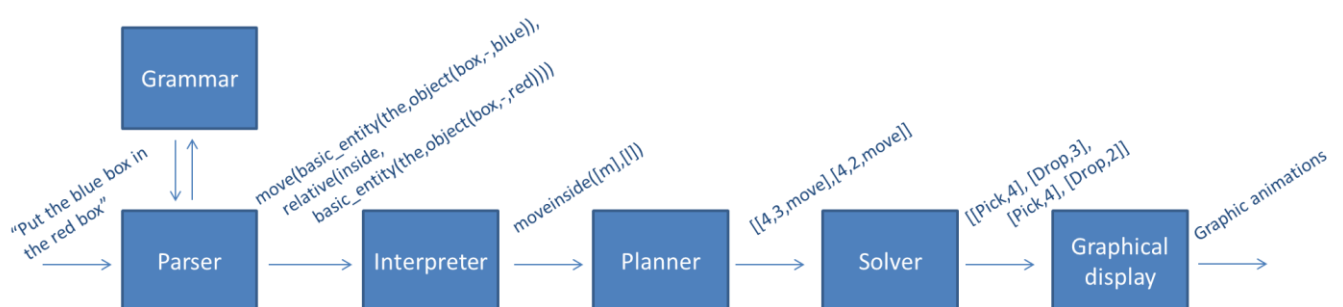 Grammar
"Put the blue box in
the red box"
Parser
move(basic_entity(the,object(box,-,blue)),
relative(inside,
basic_entity(the,object(box,-,red))))
Interpreter
moveinside([m],[l])
Planner
[[4,3,move],[4,2,move]]
Solver
[[Pick,4], [Drop,3],
[Pick,4], [Drop,2]]
Graphical
display
Graphic animations